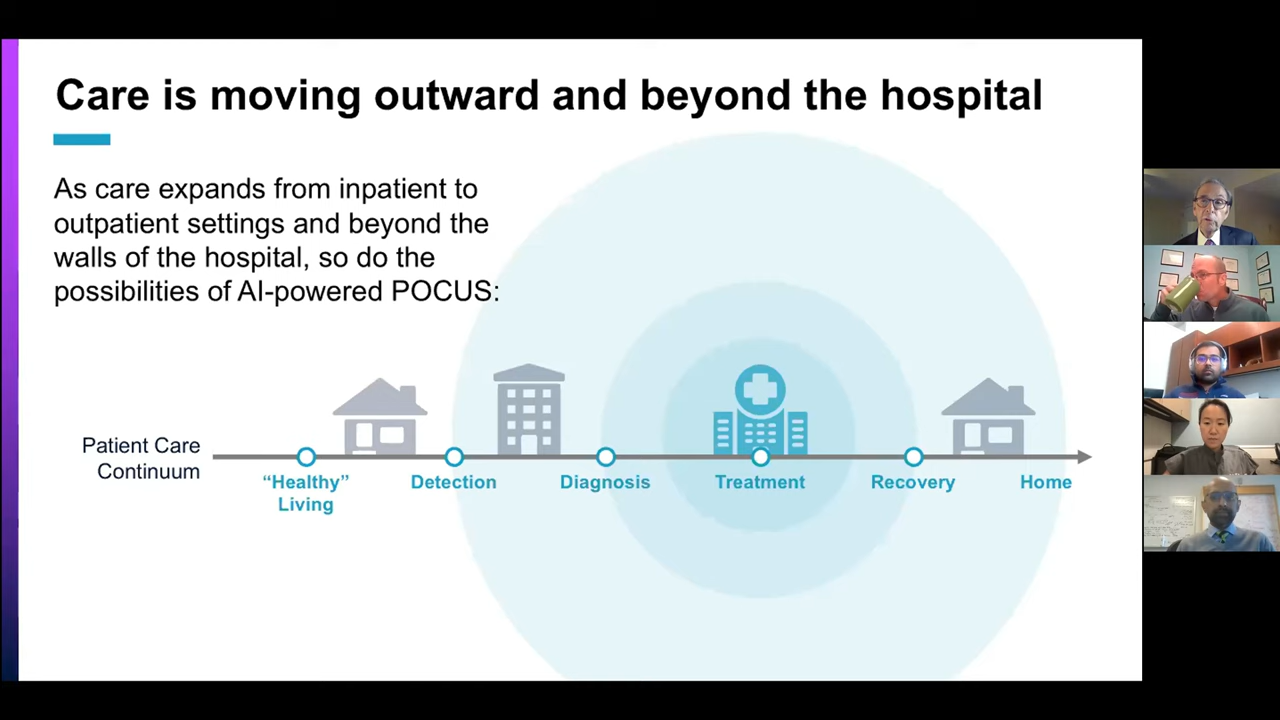 Care is moving outward and beyond the hospital
As care expands from inpatient to
outpatient settings and beyond the
walls of the hospital, so do the
possibilities of AI-powered POCUS:
Patient Care
Continuum
“Healthy”
Living
Detection
Diagnosis
Treatment
Recovery
Home